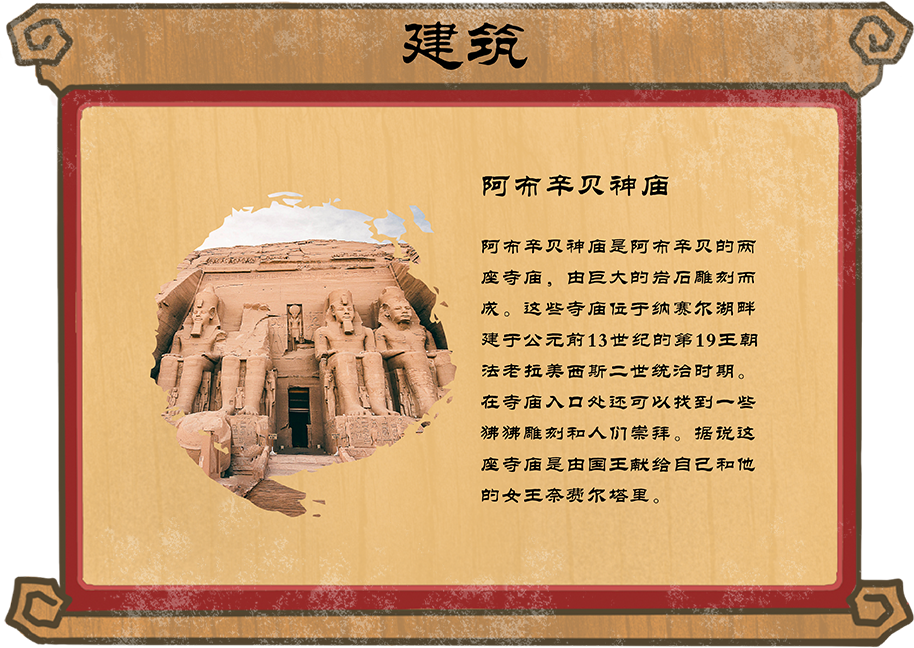 建筑
阿布辛贝神庙
阿布辛贝神庙是阿布辛贝的两
座寺庙，由巨大的岩石雕刻而
成。这些寺庙位于纳赛尔湖畔
建于公元前13世纪的第19王朝
法老拉美西斯二世统治时期。
在寺庙入口处还可以找到一些
狒狒雕刻和人们崇拜。据说这
座寺庙是由国王献给自己和他
的女王奈费尔塔里。